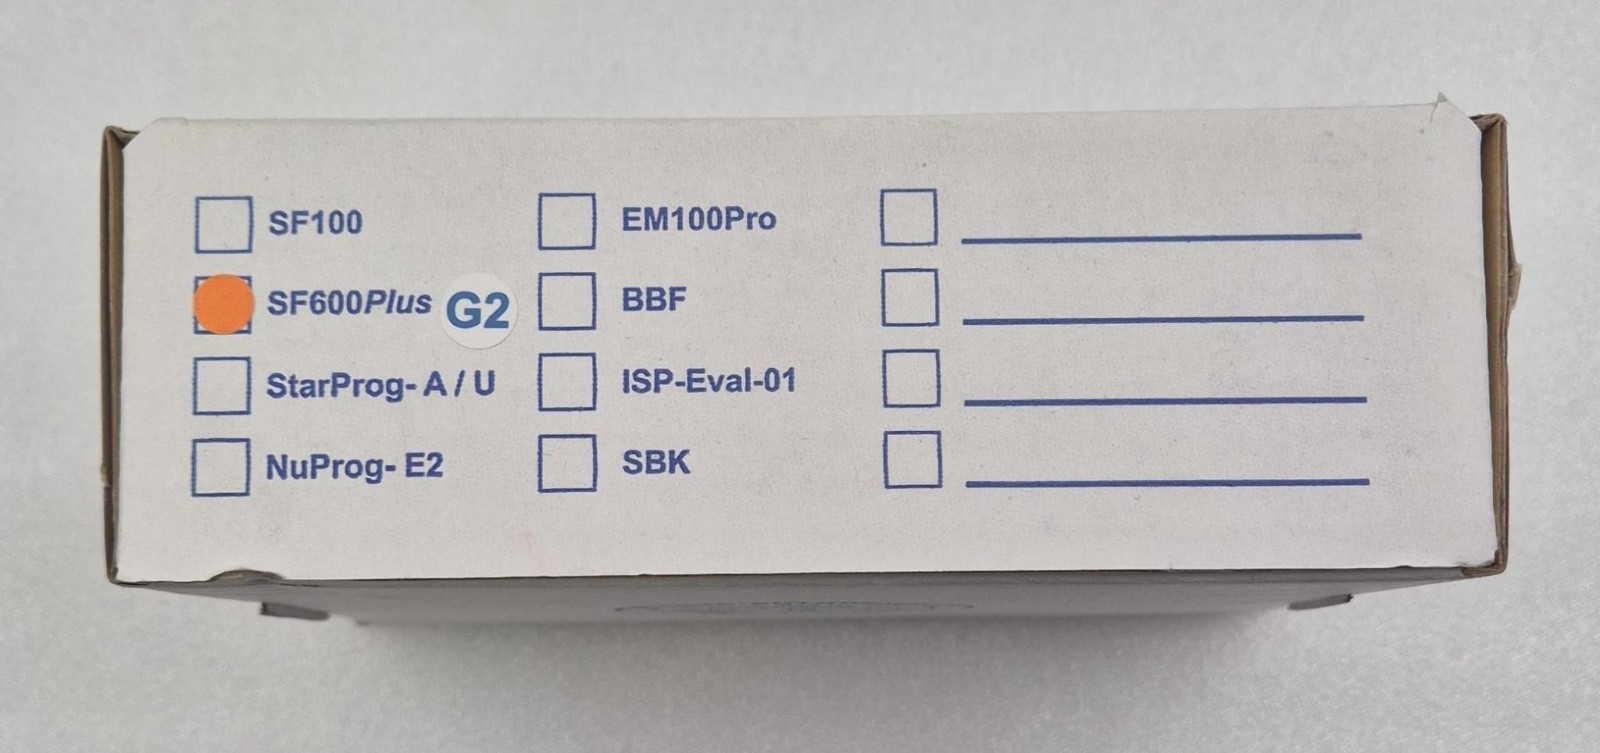 SF100
SF600Plus G2
StarProg- A / U
NuProg- E2
EM100Pro
BBF
ISP-Eval-01
SBK